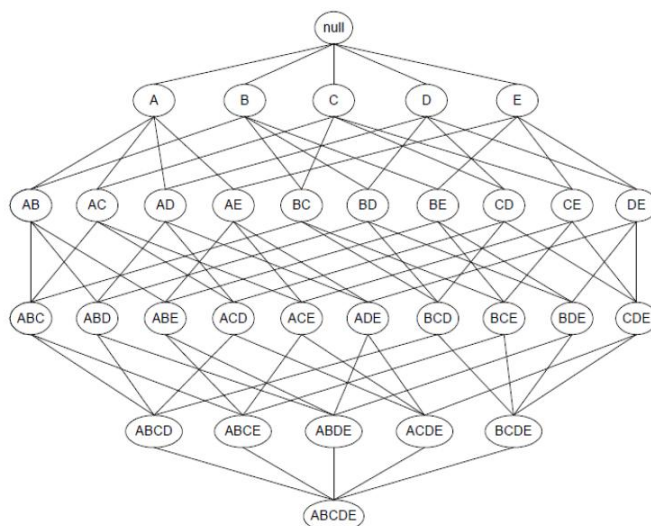 null
A B C D E
AB AC AD AE BC BD BE CD CE DE
ABC ABD ABE ACD ACE ADE BCD BCE BDE CDE
ABCD ABCE ABDE ACDE BCDE
ABCDE